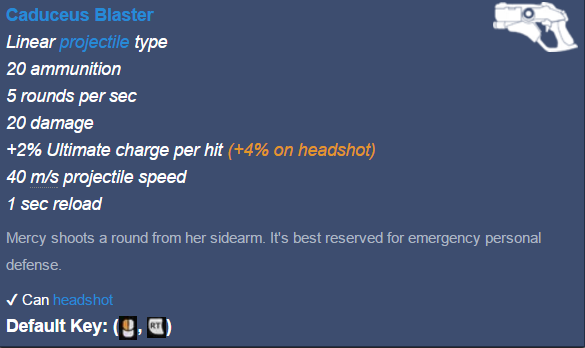 Caduceus Blaster
Linear projectile type
20 ammunition
5 rounds per sec
20 damage
+2% Ultimate charge per hit (+4% on headshot)
40 m/s projectile speed
1 sec reload
Mercy shoots a round from her sidearm. It's best reserved for emergency personal
defense.
✓ Can headshot
Default Key: (, RT)